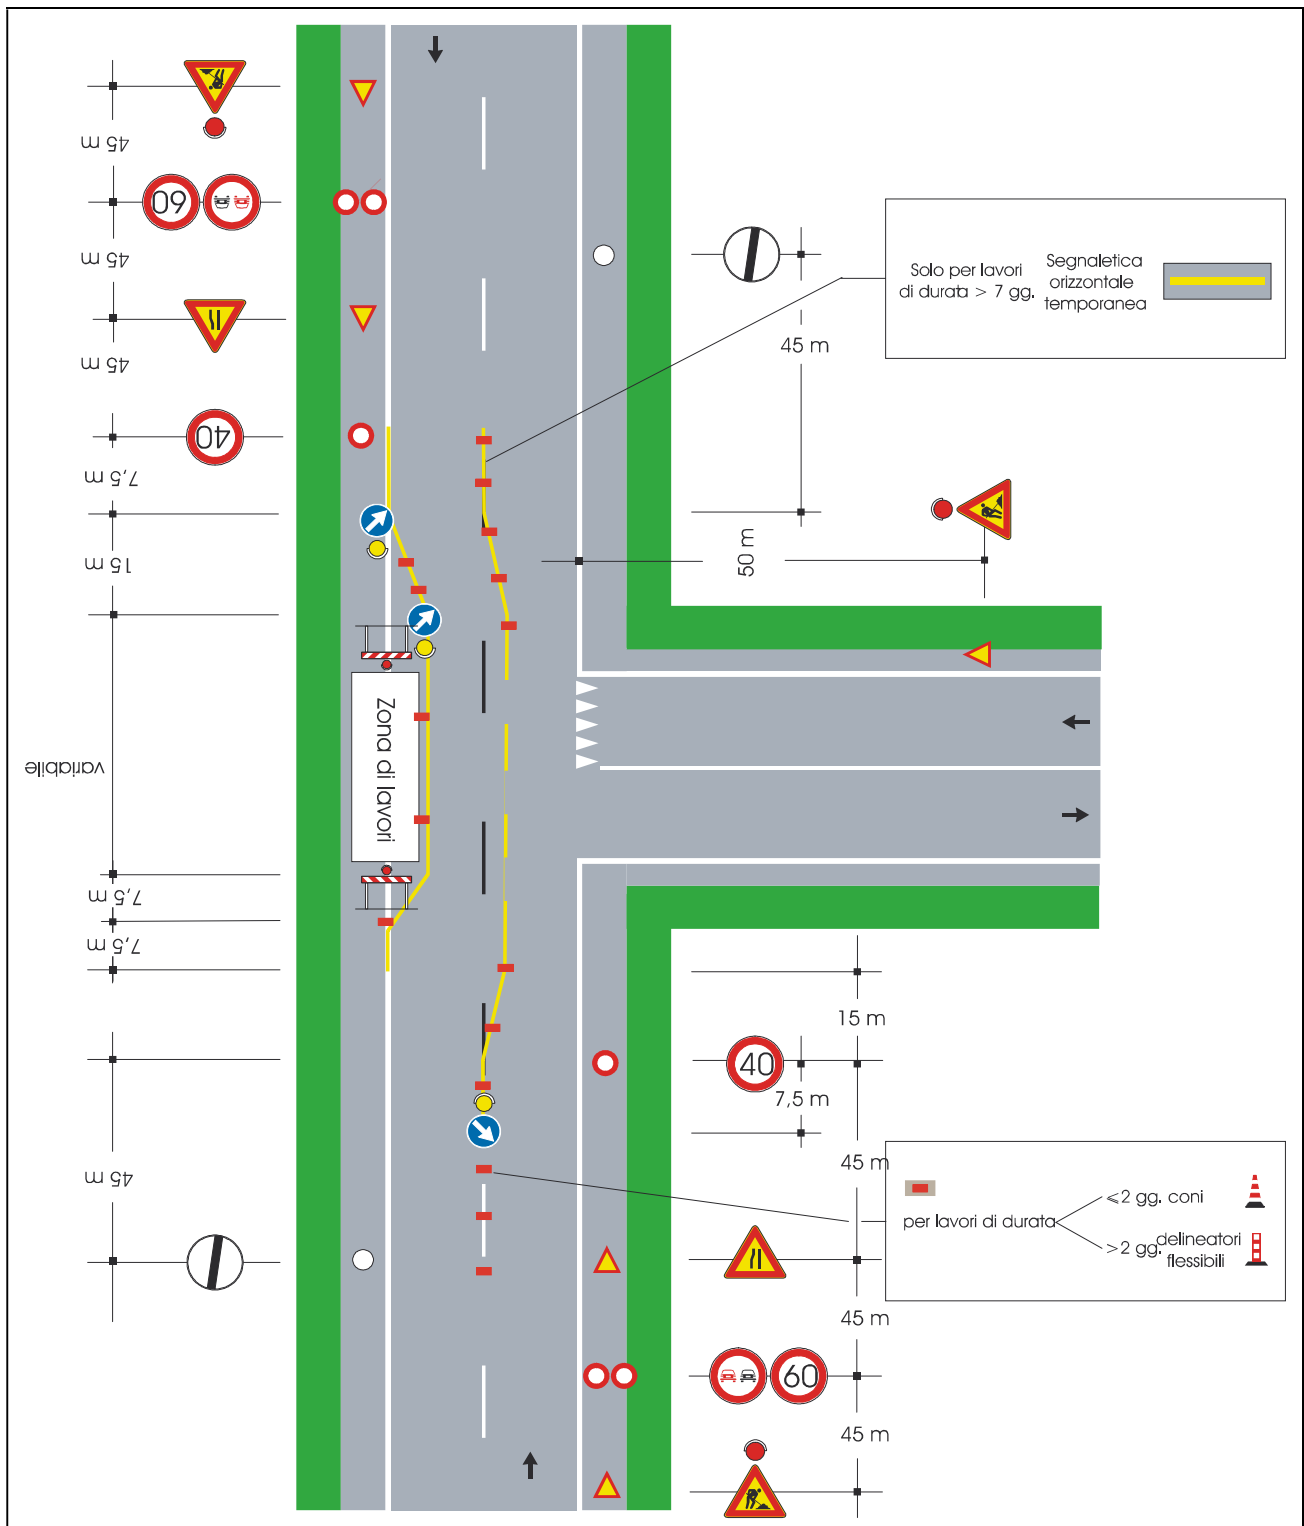 45 m
60
45 m
45 m
40
7,5 m
15 m
variabile
7,5 m
7,5 m
45 m
Zona di lavori
45 m
50 m
Solo per lavori
di durata > 7 gg.
Segnaletica
orizzontale
temporanea
15 m
40
7,5 m
45 m
per lavori di durata
⩽2 gg. coni
>2 gg. delineatori
flessibili
45 m
60
45 m